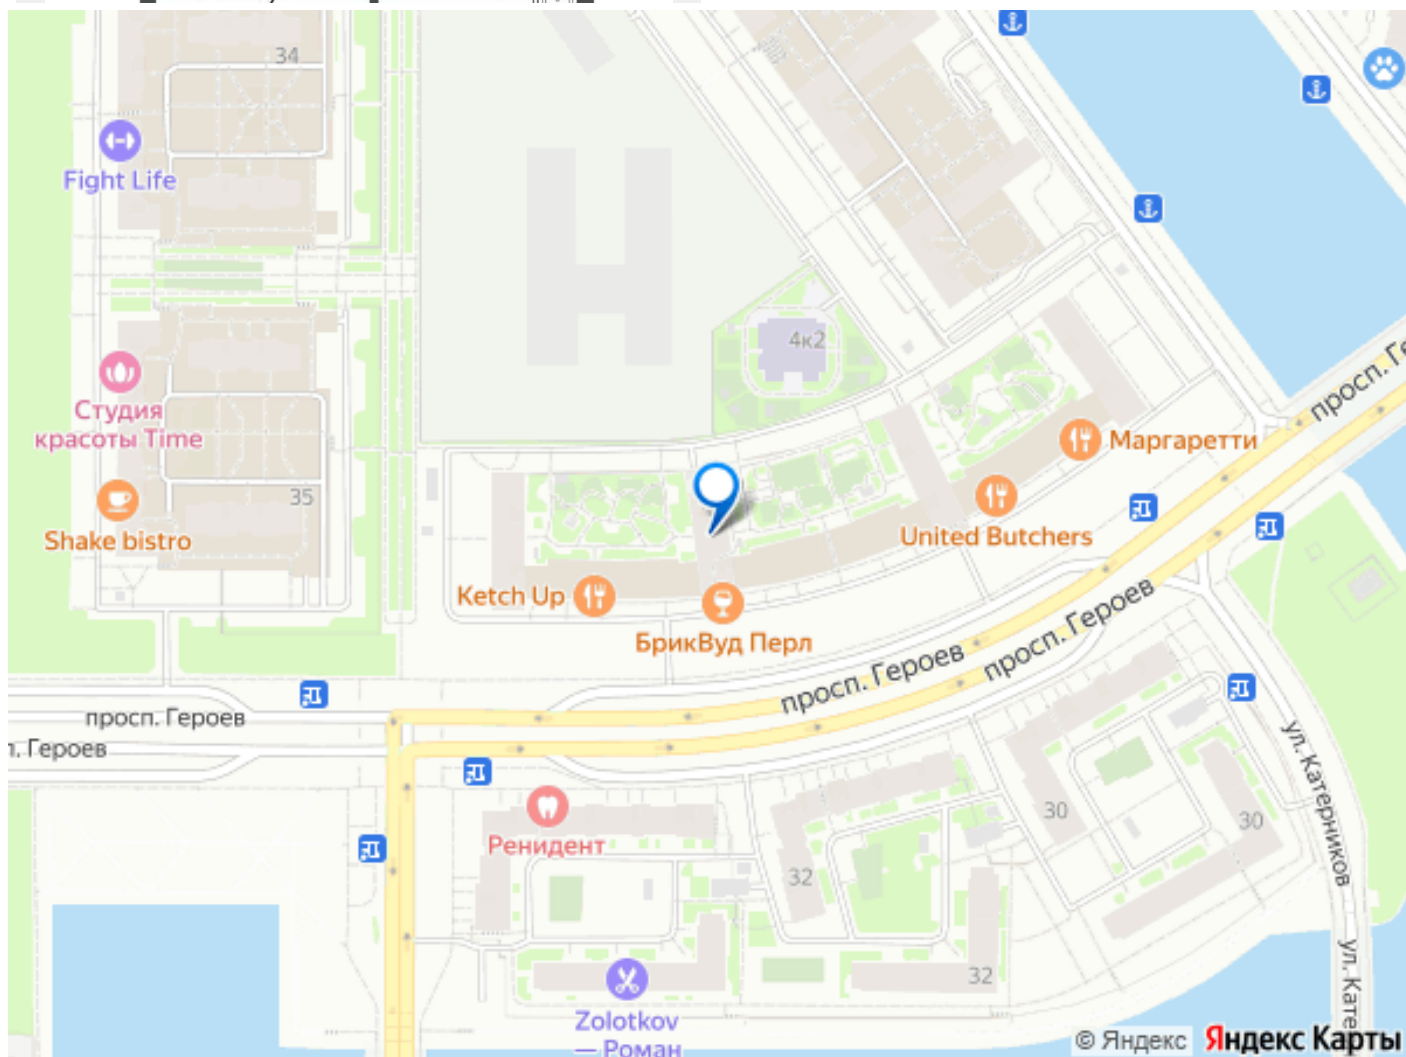 34
Fight Life
4к2
просп. Ге
Студия
красоты Time
Маргаретти
35
Shake bistro
United Butchers
Ketch Up
БрикВуд Перл
просп. Героев
просп. Героев
просп. Героев
п. Героев
ул. Катерников
Ренидент
30
30
32
32
ул.Кате
Zolotkov
— Роман
© Яндекс Яндекс Карты